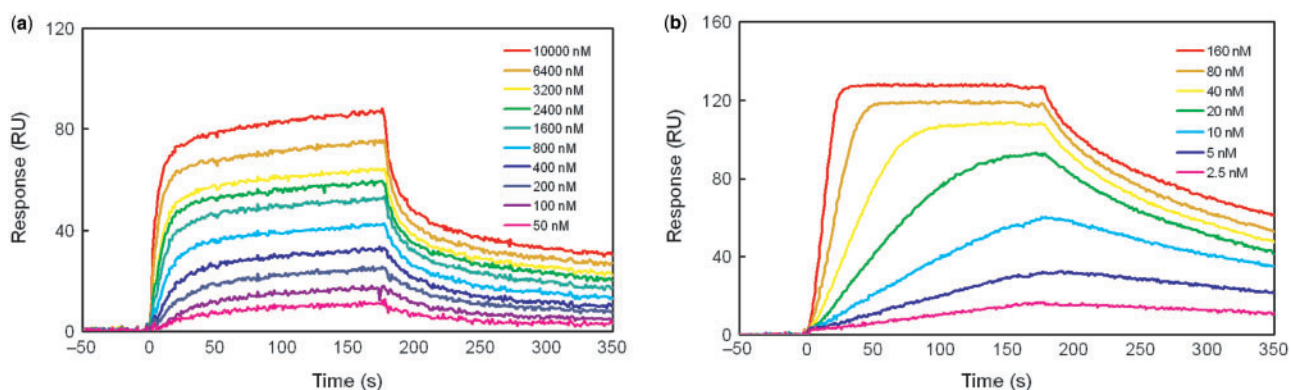 (a)
120
80
40
0
Response (RU)
10000 nM
6400 nM
3200 nM
2400 nM
1600 nM
800 nM
400 nM
200 nM
100 nM
50 nM
–50 0 50 100 150 200 250 300 350
Time (s)
(b)
160
120
80
40
0
Response (RU)
160 nM
80 nM
40 nM
20 nM
10 nM
5 nM
2.5 nM
–50 0 50 100 150 200 250 300 350
Time (s)